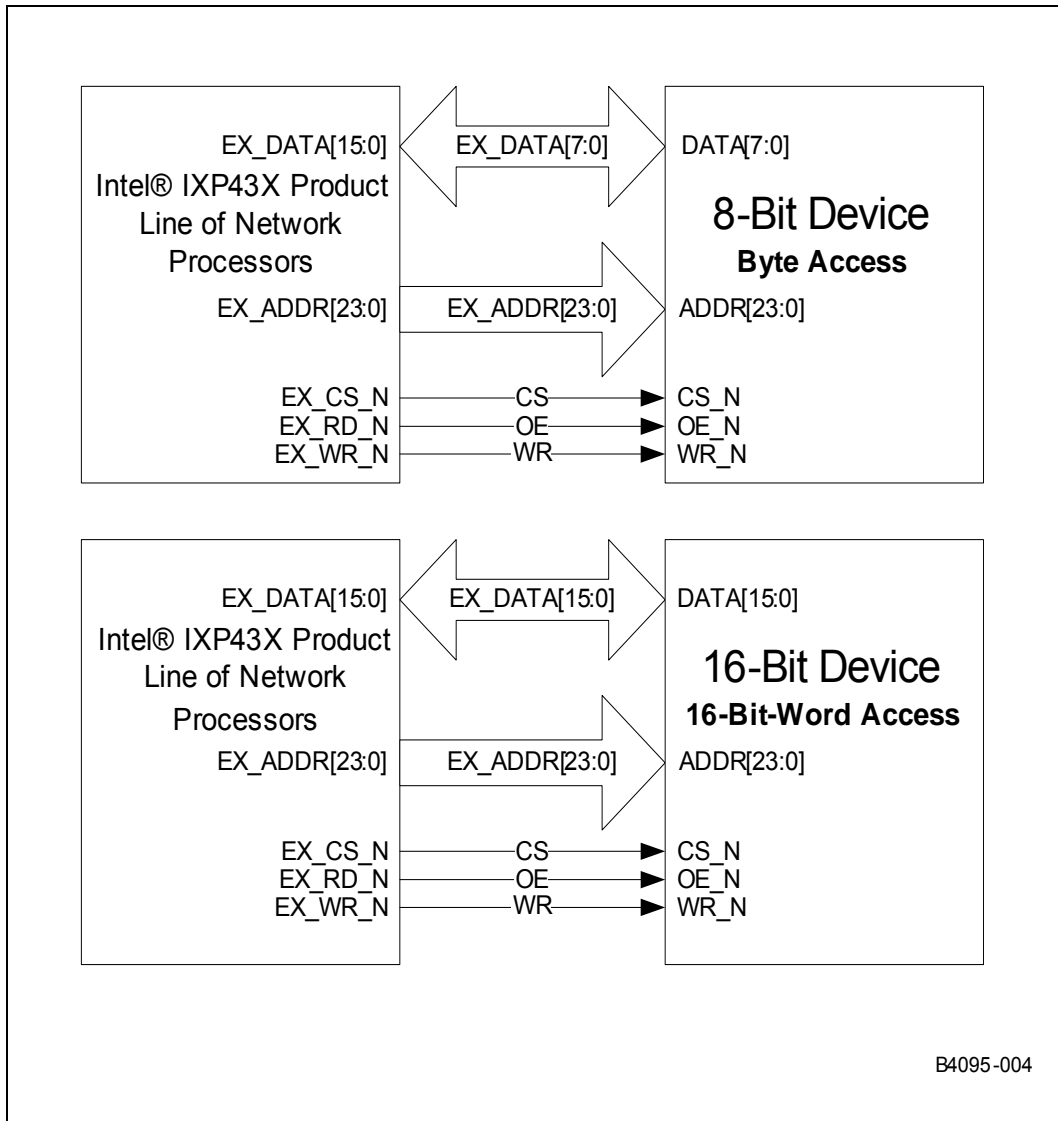 EX_DATA[15:0] EX_DATA[7:0] DATA[7:0]
Intel® IXP43X Product
Line of Network
Processors
8-Bit Device
Byte Access
EX_ADDR[23:0] EX_ADDR[23:0] ADDR[23:0]
EX_CS_N CS CS_N
EX_RD_N OE OE_N
EX_WR_N WR WR_N
EX_DATA[15:0] EX_DATA[15:0] DATA[15:0]
Intel® IXP43X Product
Line of Network
Processors
16-Bit Device
16-Bit-Word Access
EX_ADDR[23:0] EX_ADDR[23:0] ADDR[23:0]
EX_CS_N CS CS_N
EX_RD_N OE OE_N
EX_WR_N WR WR_N
B4095-004